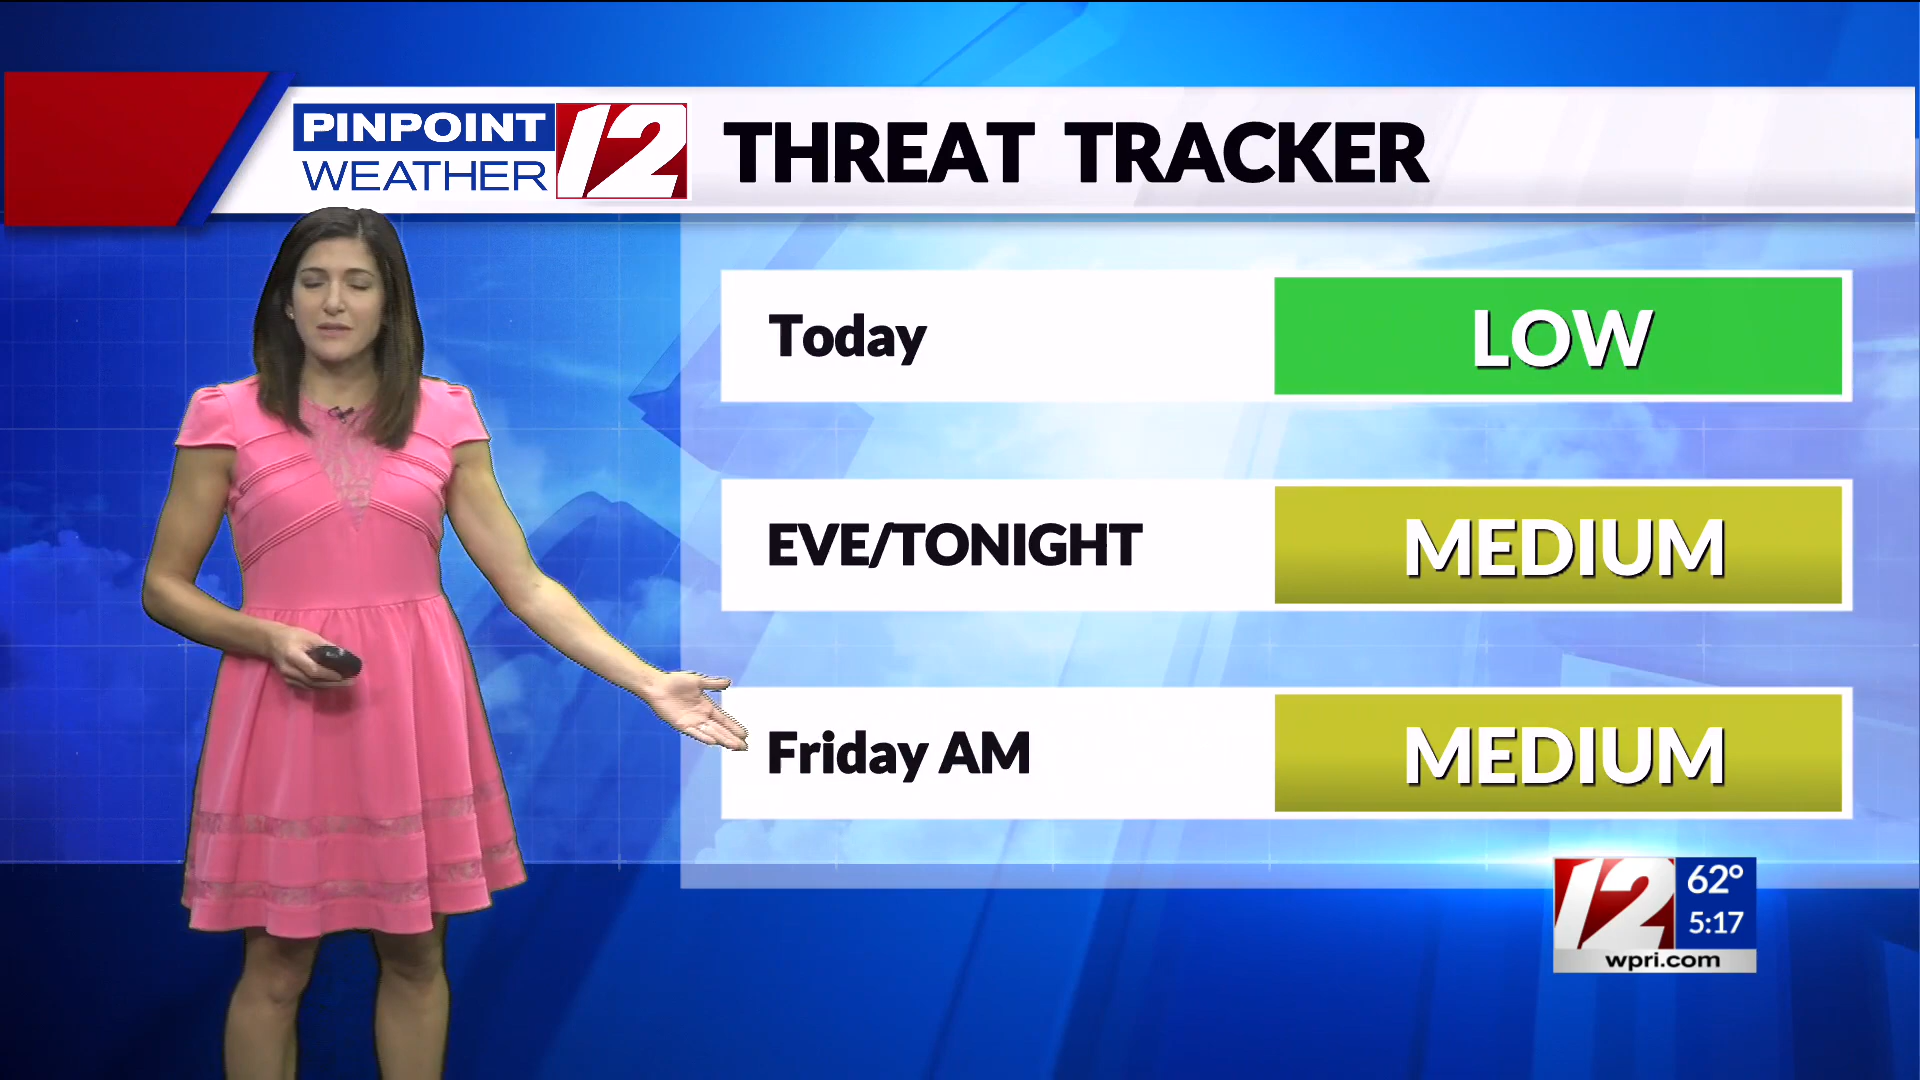 PINPOINT
WEATHER
12
THREAT TRACKER
Today
LOW
EVE/TONIGHT
MEDIUM
Friday AM
MEDIUM
12
62°
5:17
wpri.com